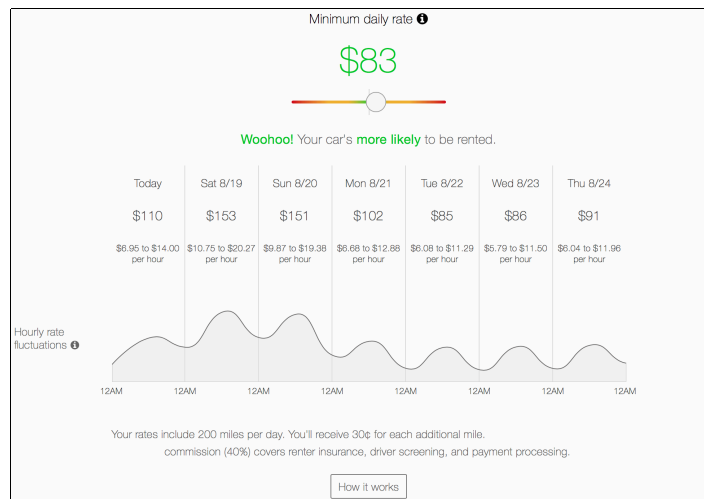 Minimum daily rate
$83
Woohoo! Your car's more likely to be rented.
Today Sat 8/19 Sun 8/20 Mon 8/21 Tue 8/22 Wed 8/23 Thu 8/24
$110 $153 $151 $102 $85 $86 $91
$6.95 to $14.00 $10.75 to $20.27 $9.87 to $19.38 $6.68 to $12.88 $6.08 to $11.29 $5.79 to $11.50 $6.04 to $11.96
per hour per hour per hour per hour per hour per hour per hour
Hourly rate
fluctuations
12AM 12AM 12AM 12AM 12AM 12AM 12AM 12AM
Your rates include 200 miles per day. You'll receive 30¢ for each additional mile.
commission (40%) covers renter insurance, driver screening, and payment processing.
How it works